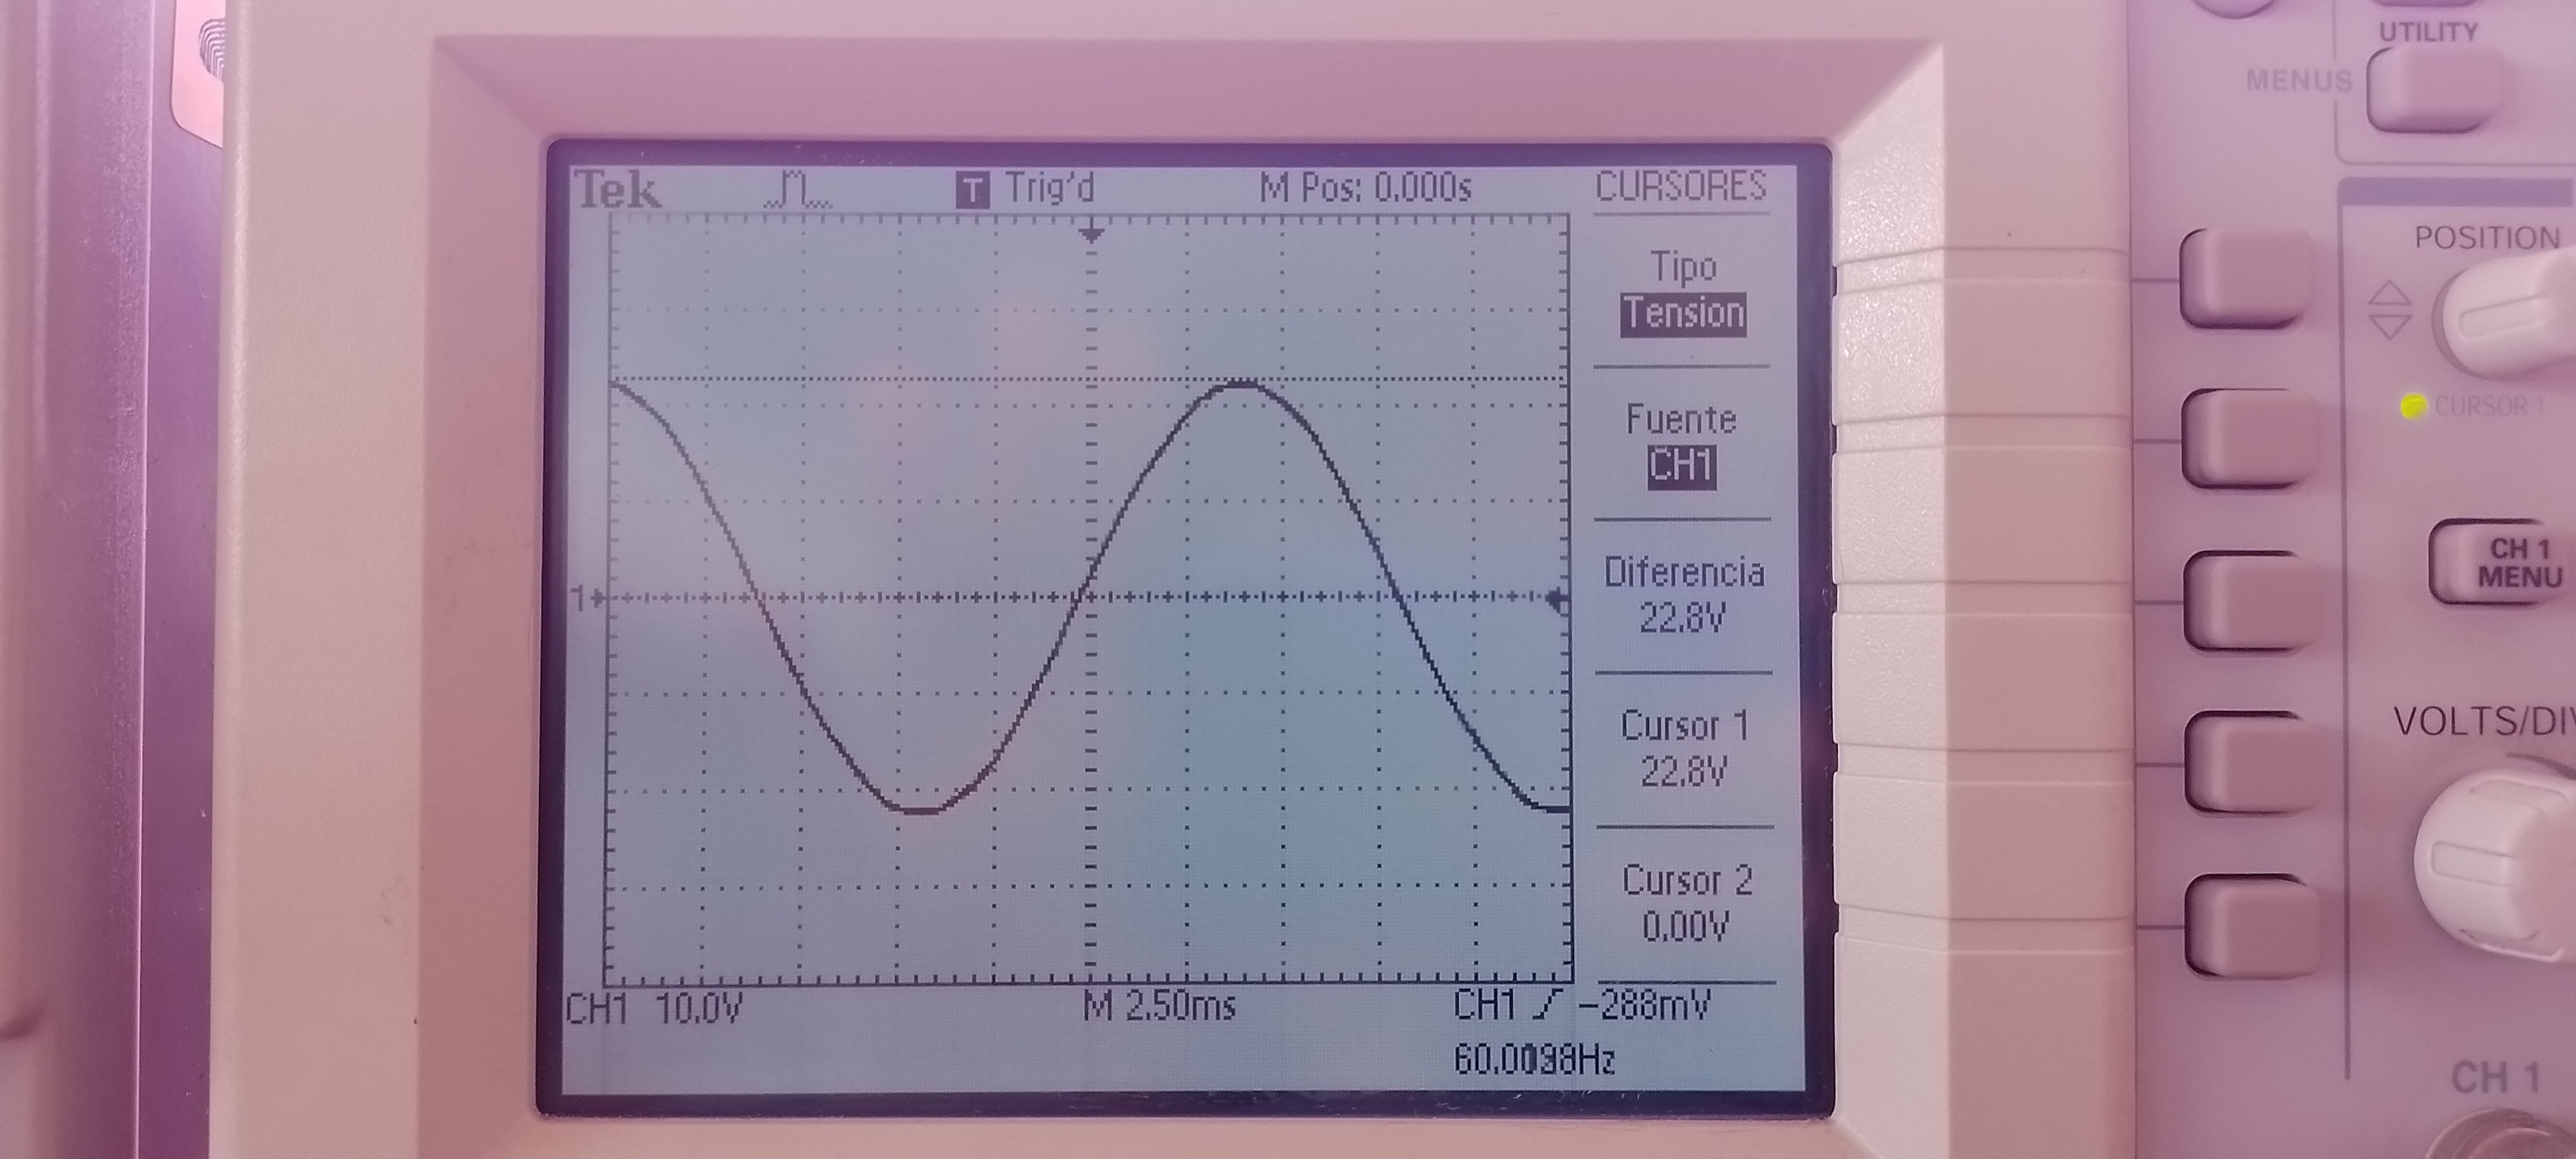 Tek T Trig'd M Pos: 0.000s CURSORES
Tipo
Tension
Fuente
CH1
Diferencia
22.8V
Cursor 1
22.8V
Cursor 2
0.00V
1
CH1 10.0V M 2.50ms CH1 -288mV
UTILITY
MENUS
POSITION
CURSOR 1
CH 1
MENU
VOLTS/DIV
CH 1